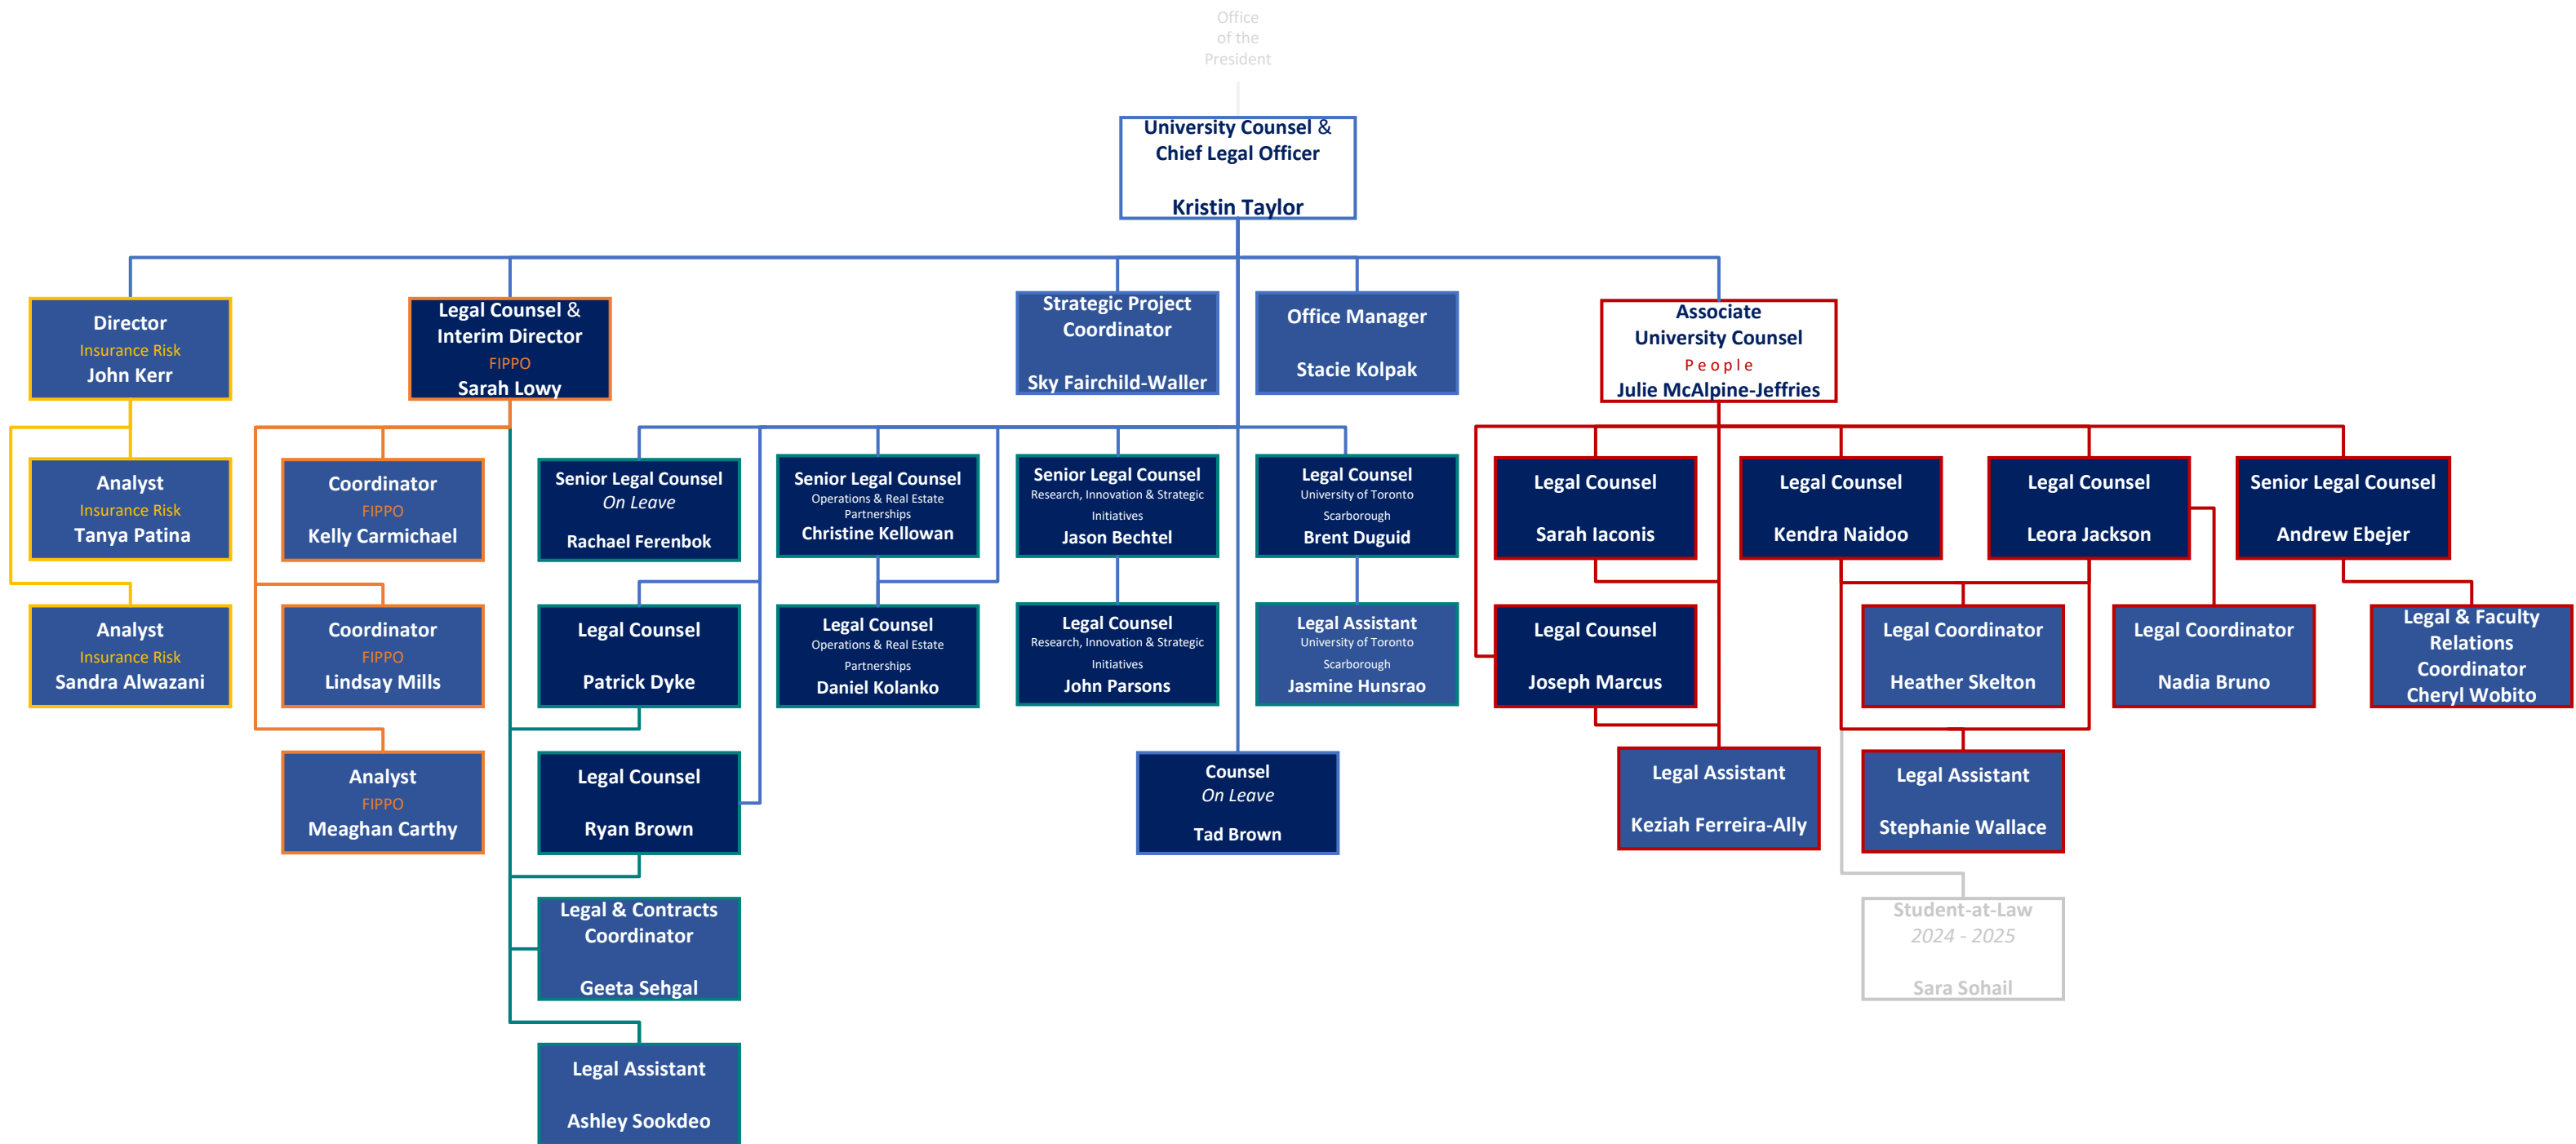 Office
of the
President
University Counsel &
Chief Legal Officer
Kristin Taylor
Director
Insurance Risk
John Kerr
Legal Counsel &
Interim Director
FIPPO
Sarah Lowy
Strategic Project
Coordinator
Sky Fairchild-Waller
Office Manager
Stacie Kolpak
Associate
University Counsel
People
Julie McAlpine-Jeffries
Analyst
Insurance Risk
Tanya Patina
Coordinator
FIPPO
Kelly Carmichael
Senior Legal Counsel
On Leave
Rachael Ferenbok
Senior Legal Counsel
Operations & Real Estate
Partnerships
Christine Kellowan
Senior Legal Counsel
Research, Innovation & Strategic
Initiatives
Jason Bechtel
Legal Counsel
University of Toronto
Scarborough
Brent Duguid
Legal Counsel
Sarah Iaconis
Legal Counsel
Kendra Naidoo
Legal Counsel
Leora Jackson
Senior Legal Counsel
Andrew Ebejer
Analyst
Insurance Risk
Sandra Alwazani
Coordinator
FIPPO
Lindsay Mills
Legal Counsel
Patrick Dyke
Legal Counsel
Operations & Real Estate
Partnerships
Daniel Kolanko
Legal Counsel
Research, Innovation & Strategic
Initiatives
John Parsons
Legal Assistant
University of Toronto
Scarborough
Jasmine Hunsrao
Legal Counsel
Joseph Marcus
Legal Coordinator
Heather Skelton
Legal Coordinator
Nadia Bruno
Legal & Faculty
Relations
Coordinator
Cheryl Wobito
Analyst
FIPPO
Meaghan Carthy
Legal Counsel
Ryan Brown
Counsel
On Leave
Tad Brown
Legal Assistant
Keziah Ferreira-Ally
Legal Assistant
Stephanie Wallace
Legal & Contracts
Coordinator
Geeta Sehgal
Student-at-Law
2024 - 2025
Sara Sohail
Legal Assistant
Ashley Sookdeo